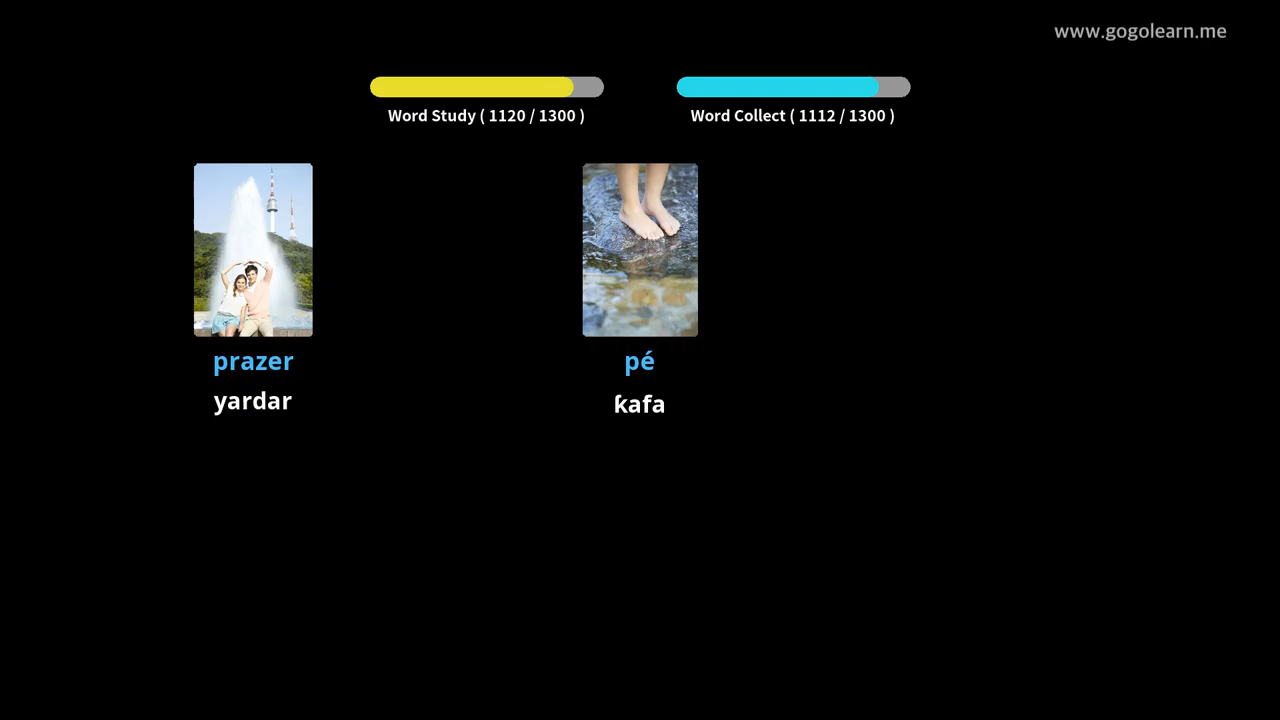 www.gogolearn.me
Word Study ( 1120 / 1300 )
Word Collect ( 1112 / 1300 )
prazer
yardar
pé
ƙafa